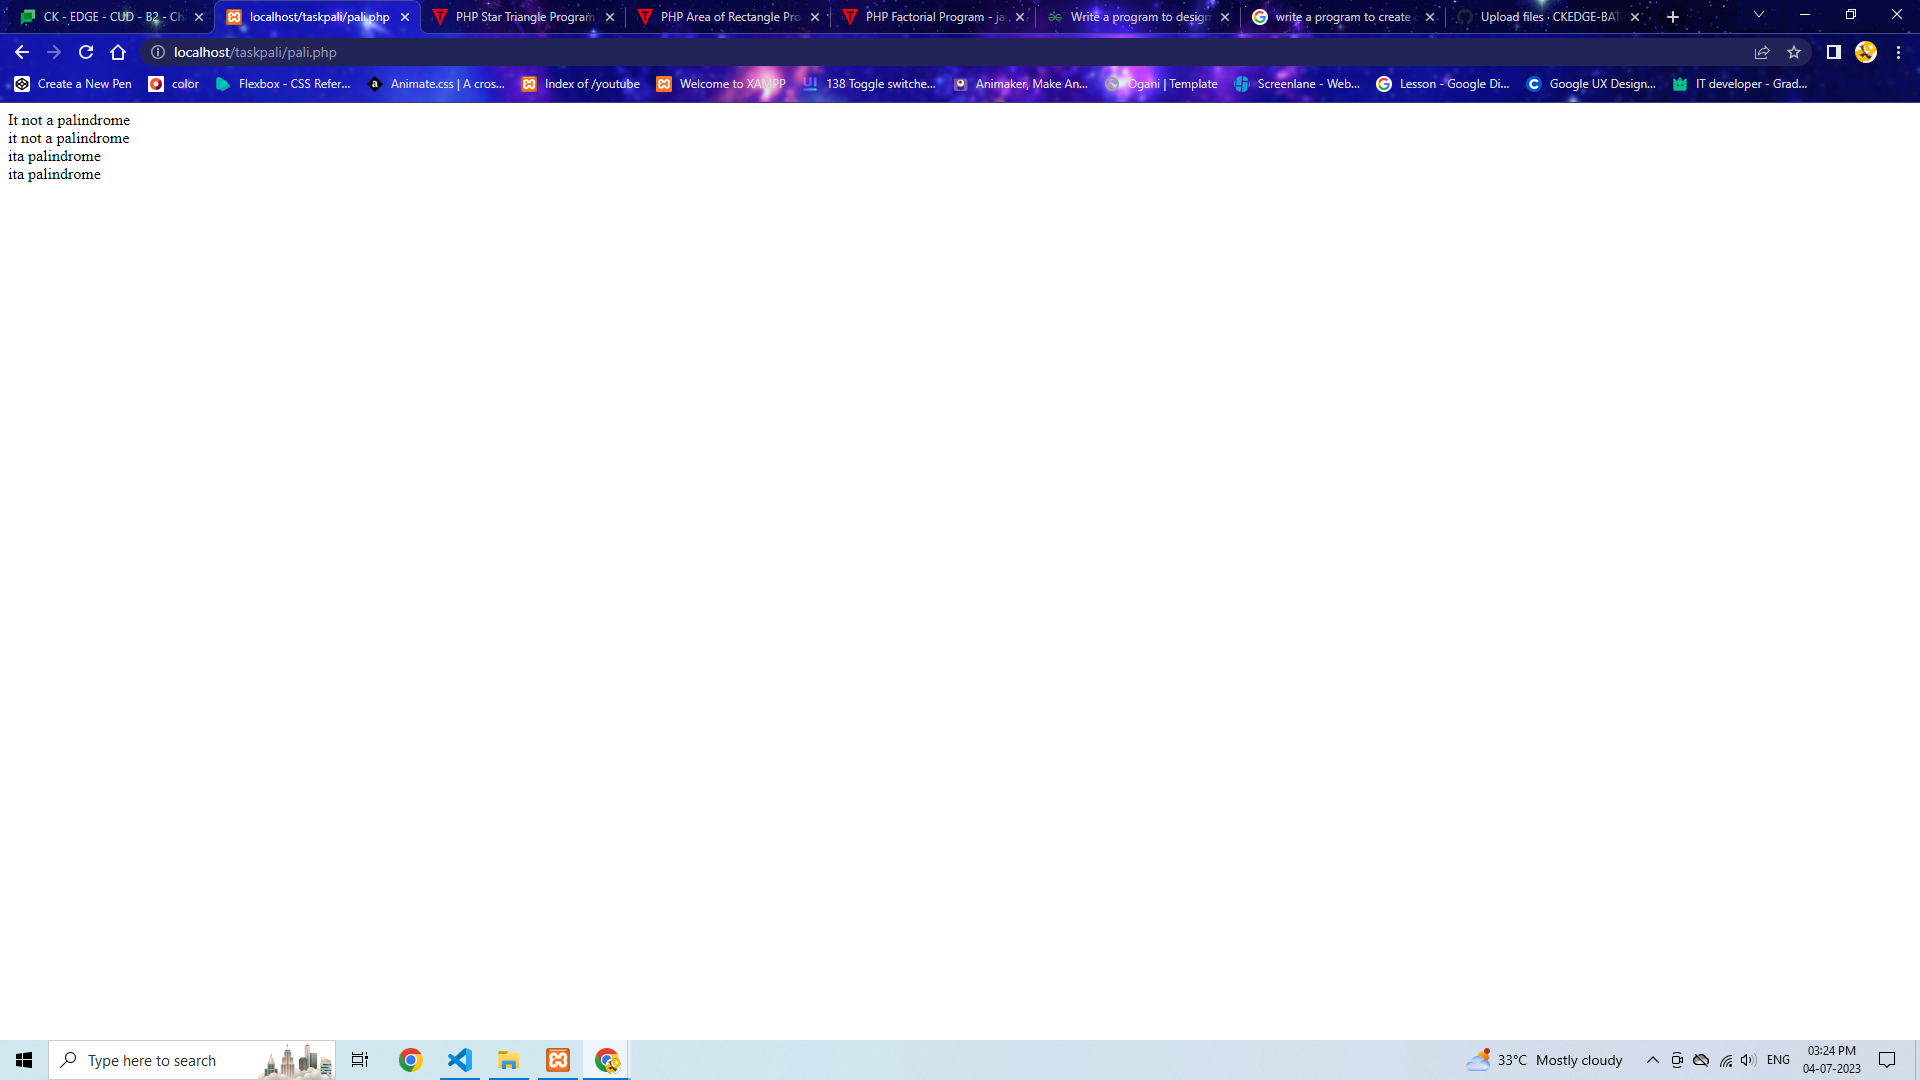 CK - EDGE - CUD - B2 - Ch
localhost/taskpali/pali.php
PHP Star Triangle Program
PHP Area of Rectangle Pro
PHP Factorial Program - ja
Write a program to design
write a program to create
Upload files · CKEDGE-BAT
localhost/taskpali/pali.php
Create a New Pen
color
Flexbox - CSS Refer...
Animate.css | A cros...
Index of /youtube
Welcome to XAMPP
138 Toggle switche...
Animaker, Make An...
Ogani | Template
Screenlane - Web...
Lesson - Google Di...
Google UX Design...
IT developer - Grad...
It not a palindrome
it not a palindrome
ita palindrome
ita palindrome
Type here to search
33°C Mostly cloudy
ENG
03:24 PM
04-07-2023